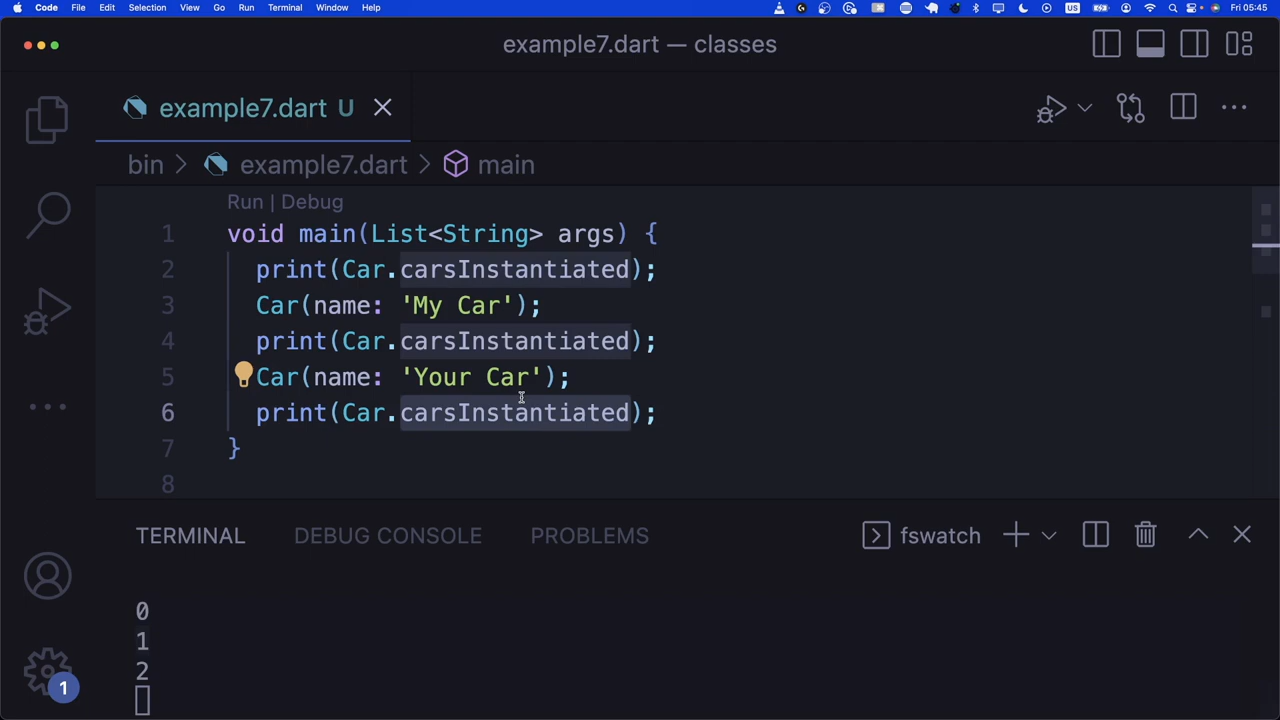 Code File Edit Selection View Go Run Terminal Window Help US Fri 05:45
example7.dart — classes
example7.dart U
bin > example7.dart > main
Run | Debug
1 void main(List<String> args) {
2 print(Car.carsInstantiated);
3 Car(name: 'My Car');
4 print(Car.carsInstantiated);
5 Car(name: 'Your Car');
6 print(Car.carsInstantiated);
7 }
8
TERMINAL DEBUG CONSOLE PROBLEMS fswatch
0
1
2
1